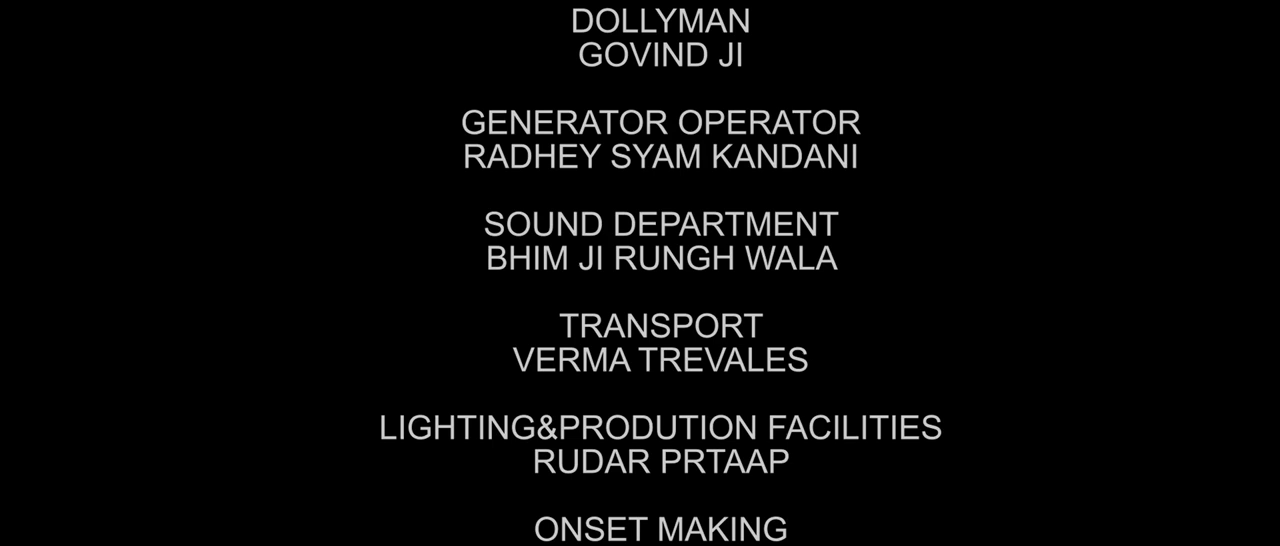 DOLLYMAN
GOVIND JI
GENERATOR OPERATOR
RADHEY SYAM KANDANI
SOUND DEPARTMENT
BHIM JI RUNGH WALA
TRANSPORT
VERMA TREVALES
LIGHTING&PRODUTION FACILITIES
RUDAR PRTAAP
ONSET MAKING